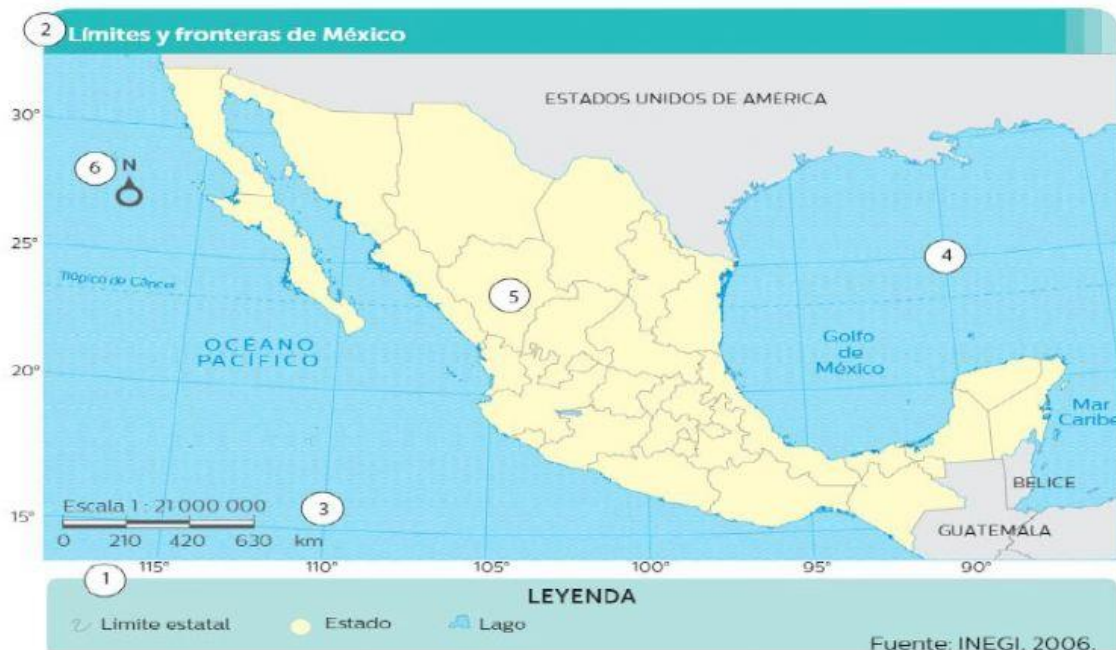 2 Límites y fronteras de México
ESTADOS UNIDOS DE AMÉRICA
30°
6 N
25°
4
Trópico de Cáncer
5
OCÉANO
PACÍFICO
Golfo
de
México
20°
Mar
Caribe
BELICE
Escala 1 : 21 000 000
3
15°
0 210 420 630 km
GUATEMALA
115° 110° 105° 100° 95° 90°
1
LEYENDA
Limite estatal Estado Lago
Fuente: INEGI, 2006.